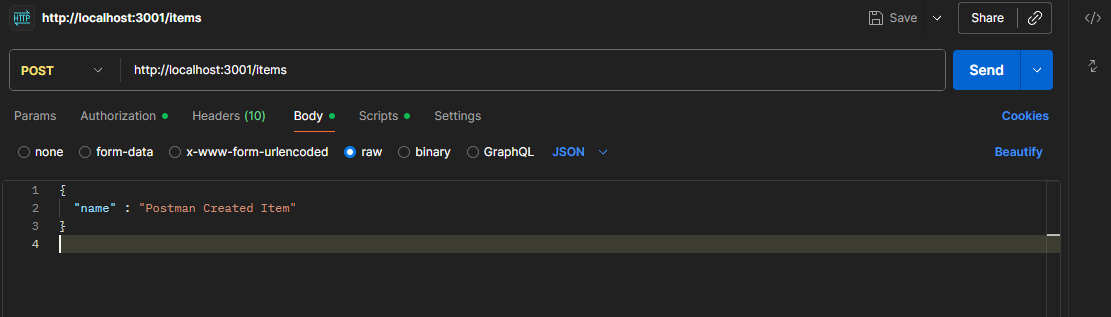 HTTP http://localhost:3001/items Save Share </>
POST http://localhost:3001/items Send
Params Authorization Headers (10) Body Scripts Settings Cookies
none form-data x-www-form-urlencoded raw binary GraphQL JSON Beautify
1 {
2 "name" : "Postman Created Item"
3 }
4